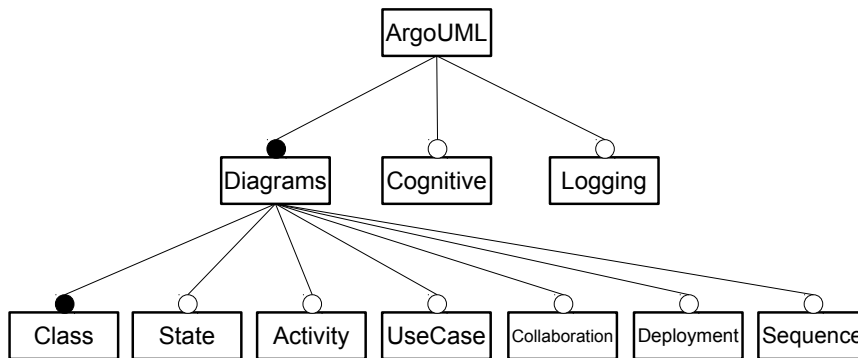 ArgoUML
Diagrams
Cognitive
Logging
Class
State
Activity
UseCase
Collaboration
Deployment
Sequence